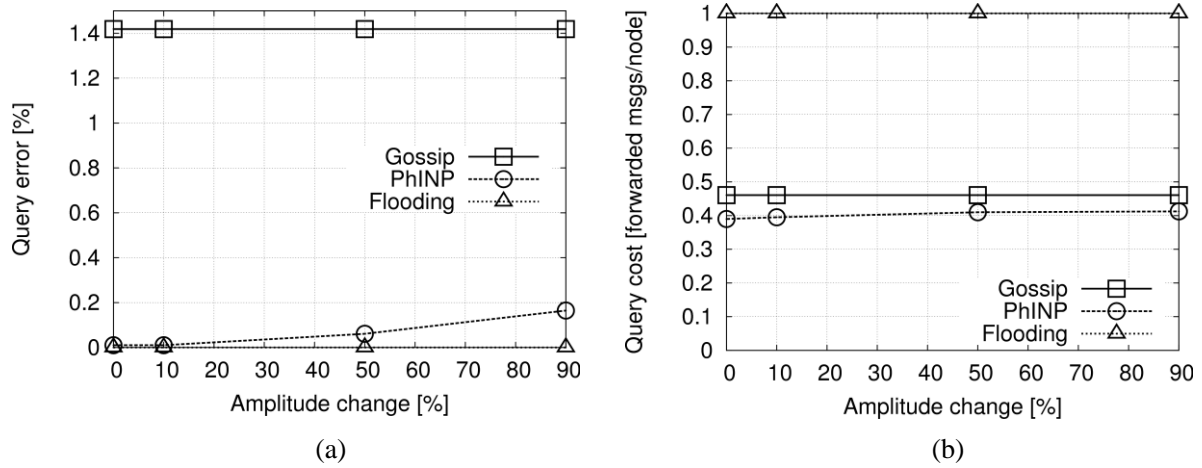 1.4
1.2
1
0.8
0.6
0.4
0.2
0
Query error [%]
Gossip
PhINP
Flooding
0 10 20 30 40 50 60 70 80 90
Amplitude change [%]
(a)
1
0.9
0.8
0.7
0.6
0.5
0.4
0.3
0.2
0.1
0
Query cost [forwarded msgs/node]
Gossip
PhINP
Flooding
0 10 20 30 40 50 60 70 80 90
Amplitude change [%]
(b)